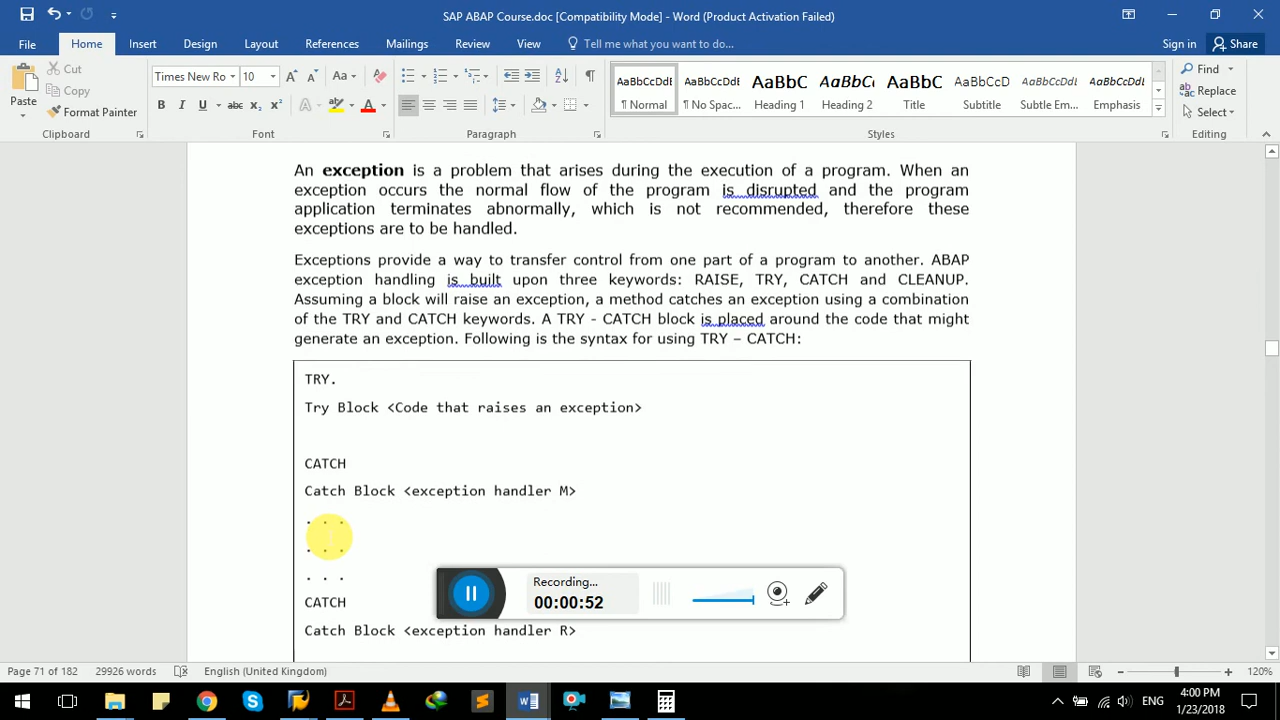 SAP ABAP Course.doc [Compatibility Mode] - Word (Product Activation Failed)
File Home Insert Design Layout References Mailings Review View Tell me what you want to do... Sign in Share
Paste Cut Copy Format Painter Clipboard
Times New Ro 10 Font
Paragraph
AaBbCcDdE ¶ Normal
AaBbCcDdE ¶ No Spac...
AaBbC Heading 1
AaBbCc Heading 2
AaBbC Title
AaBbCcDd Subtitle
AaBbCcDdE Subtle Em...
AaBbCcDdE Emphasis
Styles
Find
Replace
Select
Editing
An exception is a problem that arises during the execution of a program. When an
exception occurs the normal flow of the program is disrupted and the program
application terminates abnormally, which is not recommended, therefore these
exceptions are to be handled.
Exceptions provide a way to transfer control from one part of a program to another. ABAP
exception handling is built upon three keywords: RAISE, TRY, CATCH and CLEANUP.
Assuming a block will raise an exception, a method catches an exception using a combination
of the TRY and CATCH keywords. A TRY - CATCH block is placed around the code that might
generate an exception. Following is the syntax for using TRY – CATCH:
TRY.
Try Block <Code that raises an exception>
CATCH
Catch Block <exception handler M>
. . .
. . .
. . .
CATCH
Catch Block <exception handler R>
Recording...
00:00:52
Page 71 of 182 29926 words English (United Kingdom) 120%
ENG 4:00 PM
1/23/2018